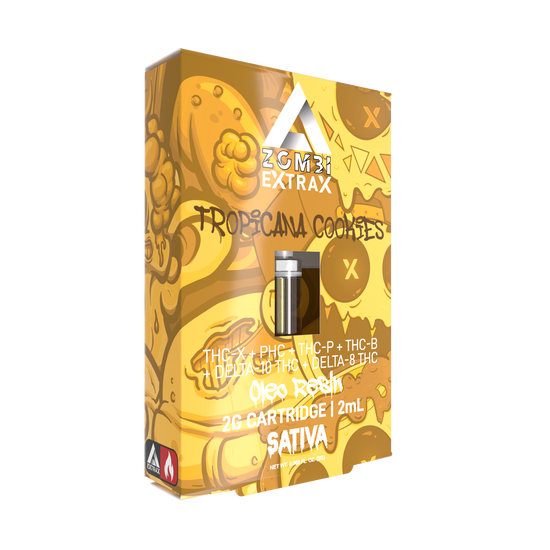 ZOMBI
EXTRAX
TROPICANA COOKIES
THC-X + PHC + THC-P + THC-B
+ DELTA-10 THC + DELTA-8 THC
Oleo Resin
2G CARTRIDGE | 2mL
SATIVA
X
X
EXTRAX